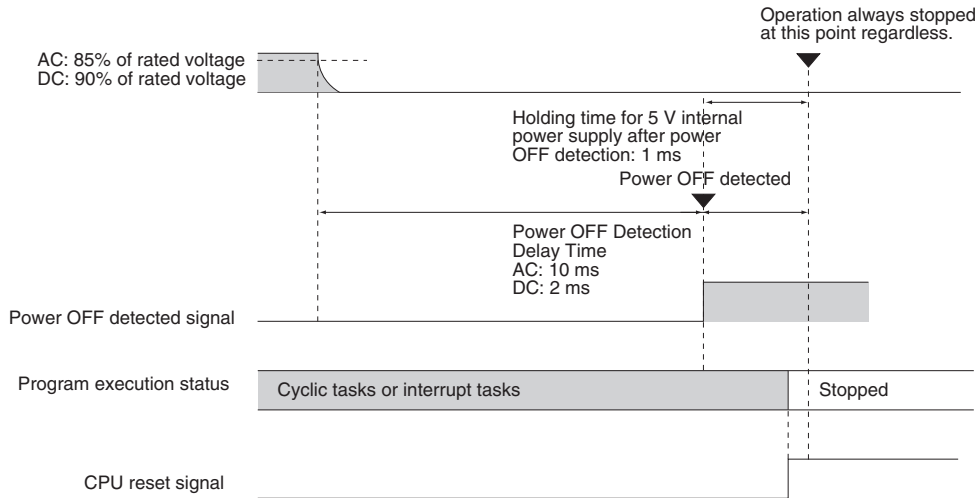 Operation always stopped
at this point regardless.
AC: 85% of rated voltage
DC: 90% of rated voltage
Holding time for 5 V internal
power supply after power
OFF detection: 1 ms
Power OFF detected
Power OFF Detection
Delay Time
AC: 10 ms
DC: 2 ms
Power OFF detected signal
Program execution status
Cyclic tasks or interrupt tasks
Stopped
CPU reset signal